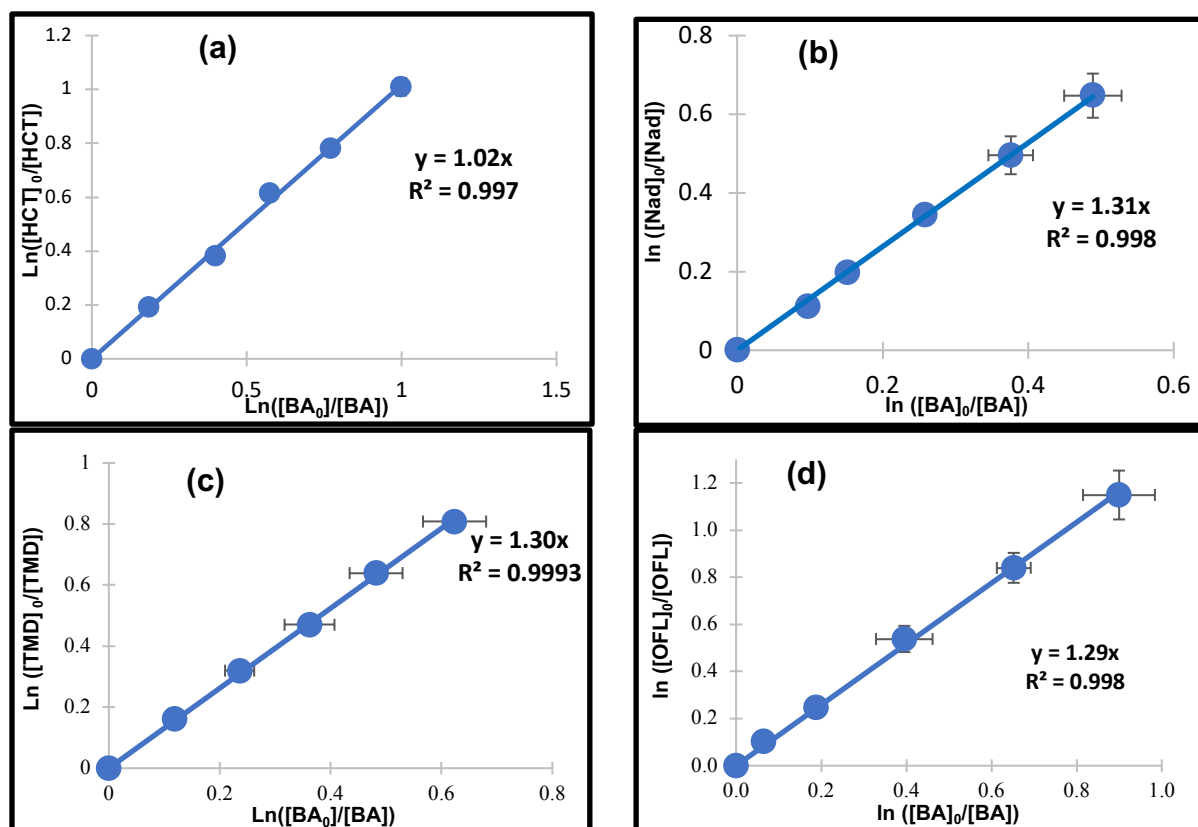 (a)
Ln([HCT] ₀/[HCT])
1.2
1
0.8
0.6
0.4
0.2
0
y = 1.02x
R² = 0.997
0
0.5
1
1.5
Ln([BA₀]/[BA])
(b)
ln ([Nad]₀/[Nad])
0.8
0.6
0.4
0.2
0
y = 1.31x
R² = 0.998
0
0.2
0.4
0.6
ln ([BA]₀/[BA])
(c)
Ln ([TMD] ₀/[TMD])
1
0.8
0.6
0.4
0.2
0
y = 1.30x
R² = 0.9993
0
0.2
0.4
0.6
0.8
Ln([BA₀]/[BA])
(d)
ln ([OFL]₀/[OFL])
1.2
1.0
0.8
0.6
0.4
0.2
0.0
y = 1.29x
R² = 0.998
0.0
0.2
0.4
0.6
0.8
1.0
ln ([BA]₀/[BA])